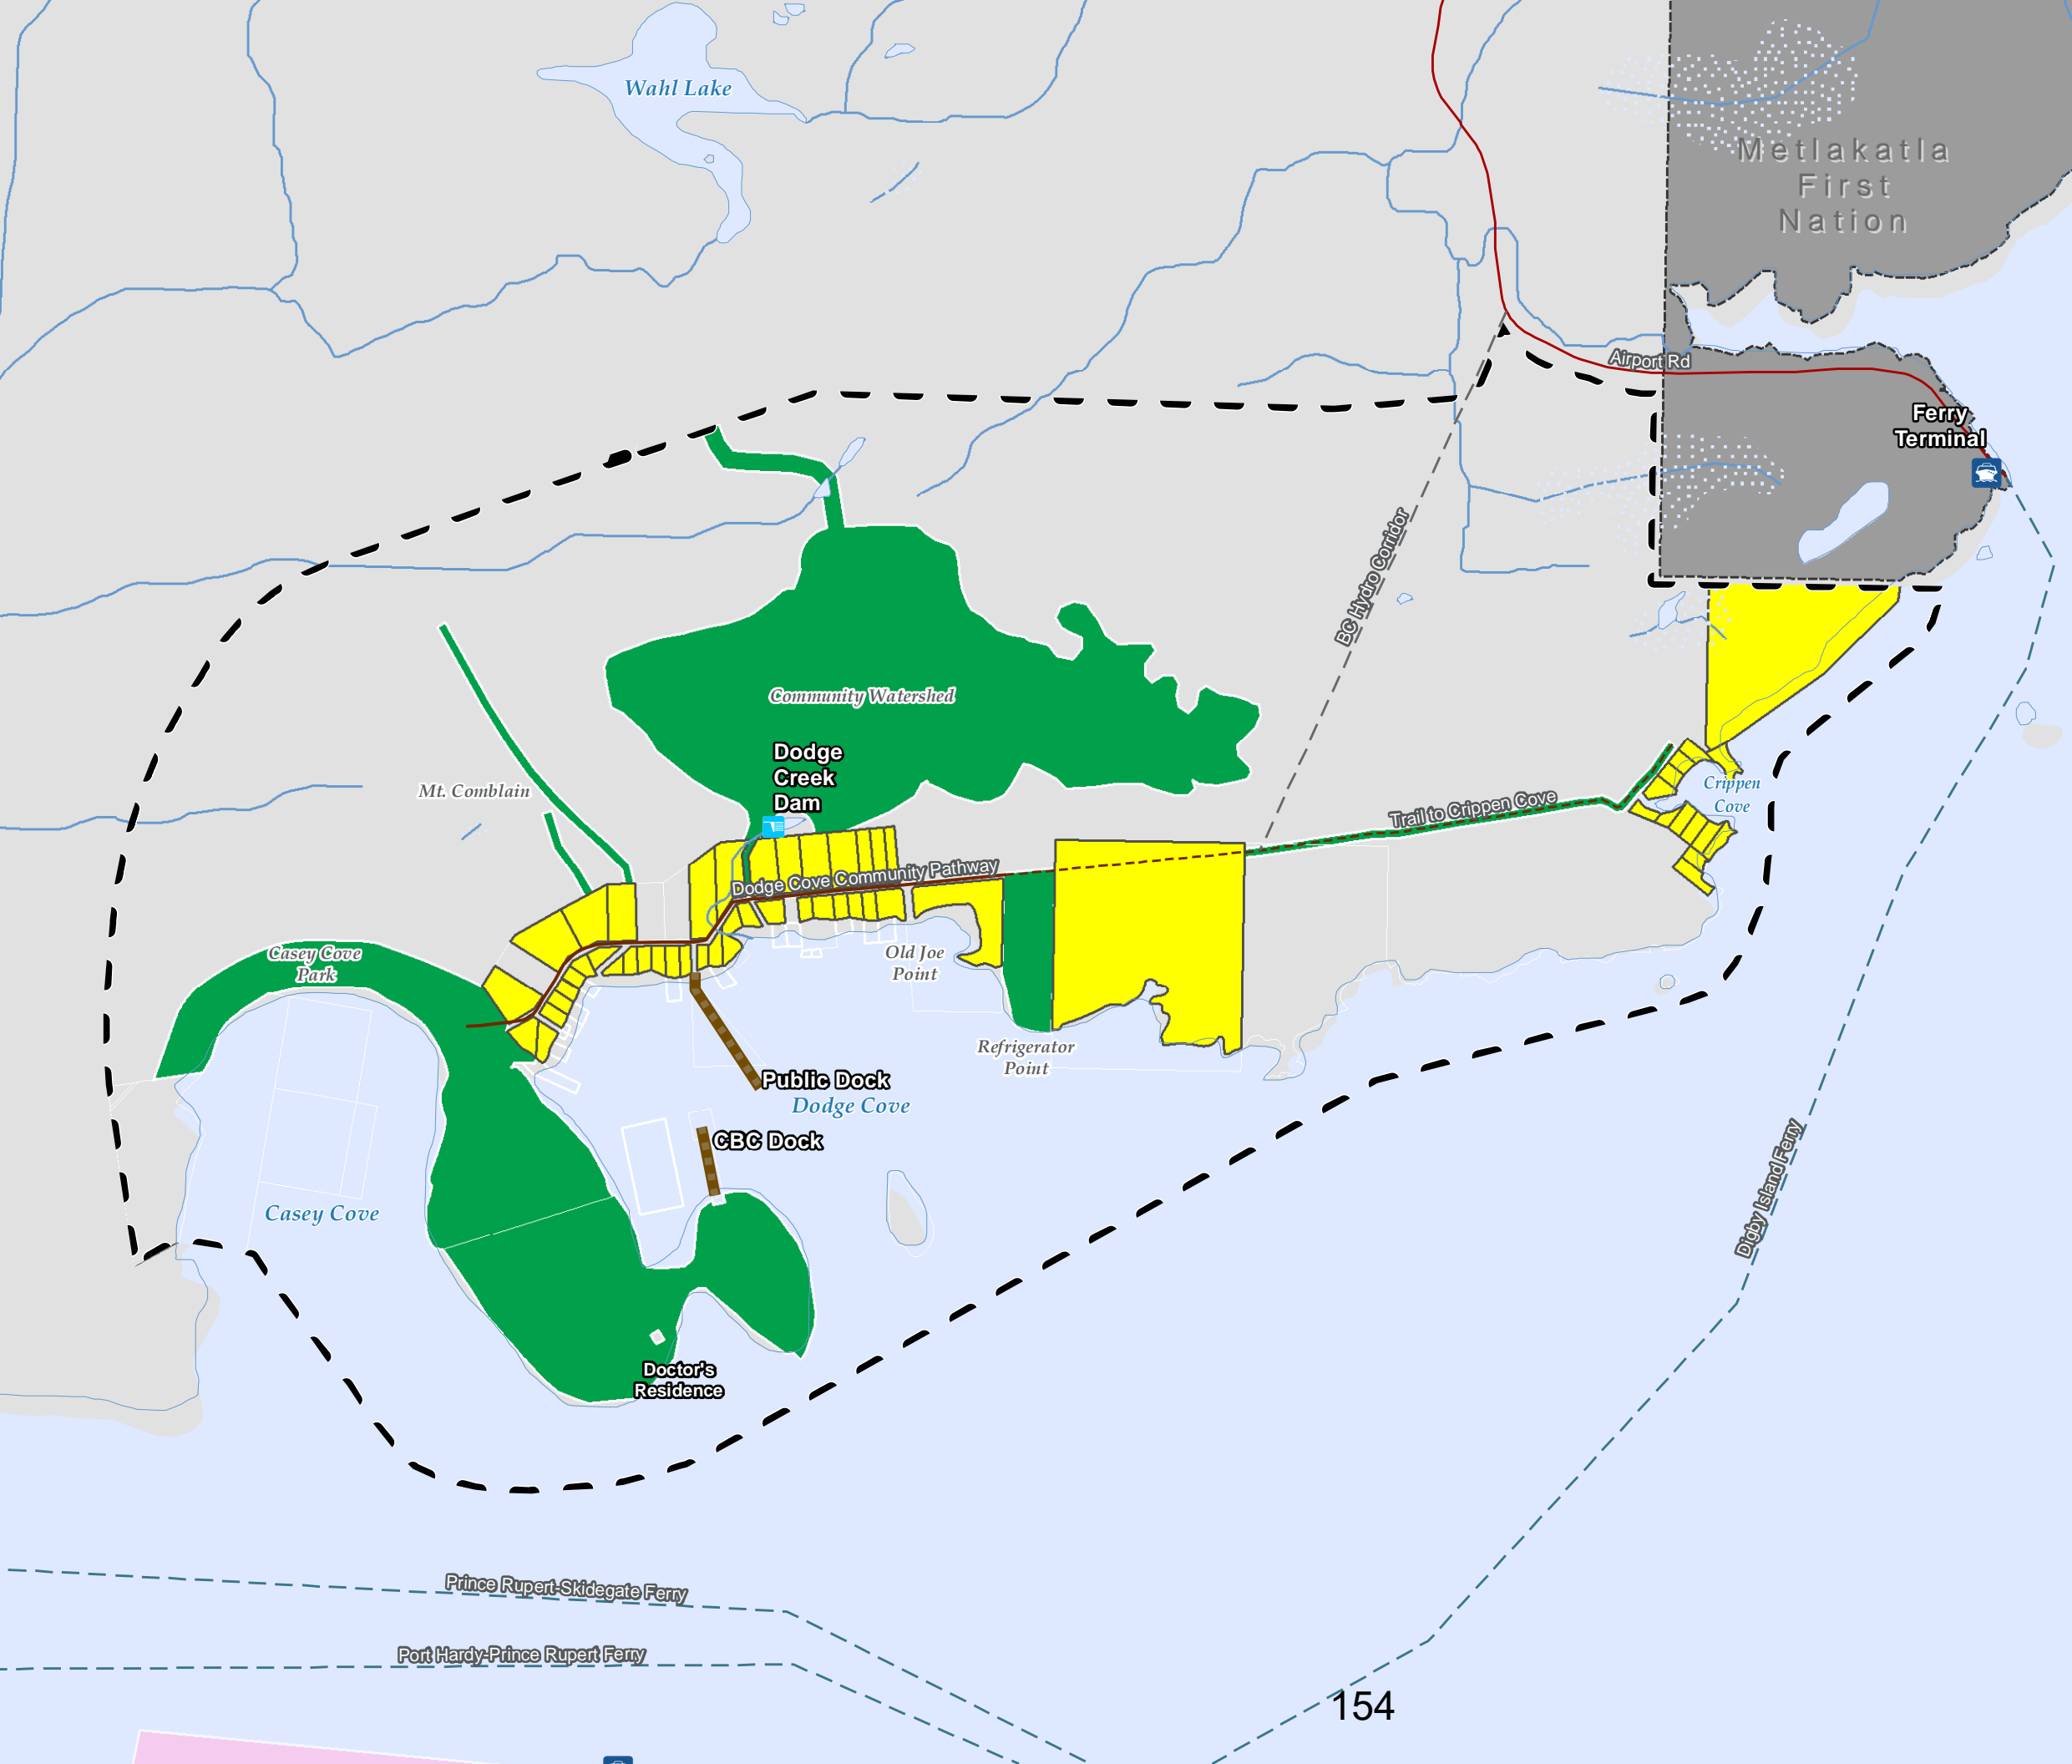 Wahl Lake
Metlakatla
First
Nation
Airport Rd
Ferry
Terminal
BC Hydro Corridor
Community Watershed
Dodge
Creek
Dam
Mt. Comblain
Crippen
Cove
Trail to Crippen Cove
Dodge Cove Community Pathway
Casey Cove
Park
Old Joe
Point
Refrigerator
Point
Public Dock
Dodge Cove
CBC Dock
Casey Cove
Digby Island Ferry
Doctor's
Residence
Prince Rupert-Skidegate Ferry
Port Hardy-Prince Rupert Ferry
154